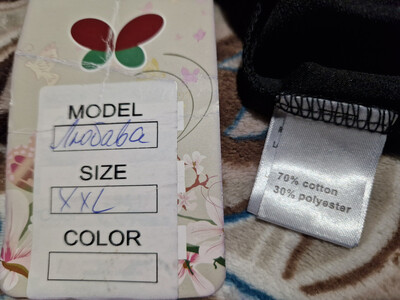 MODEL
Любава
SIZE
XXL
COLOR
70% cotton
30% polyester